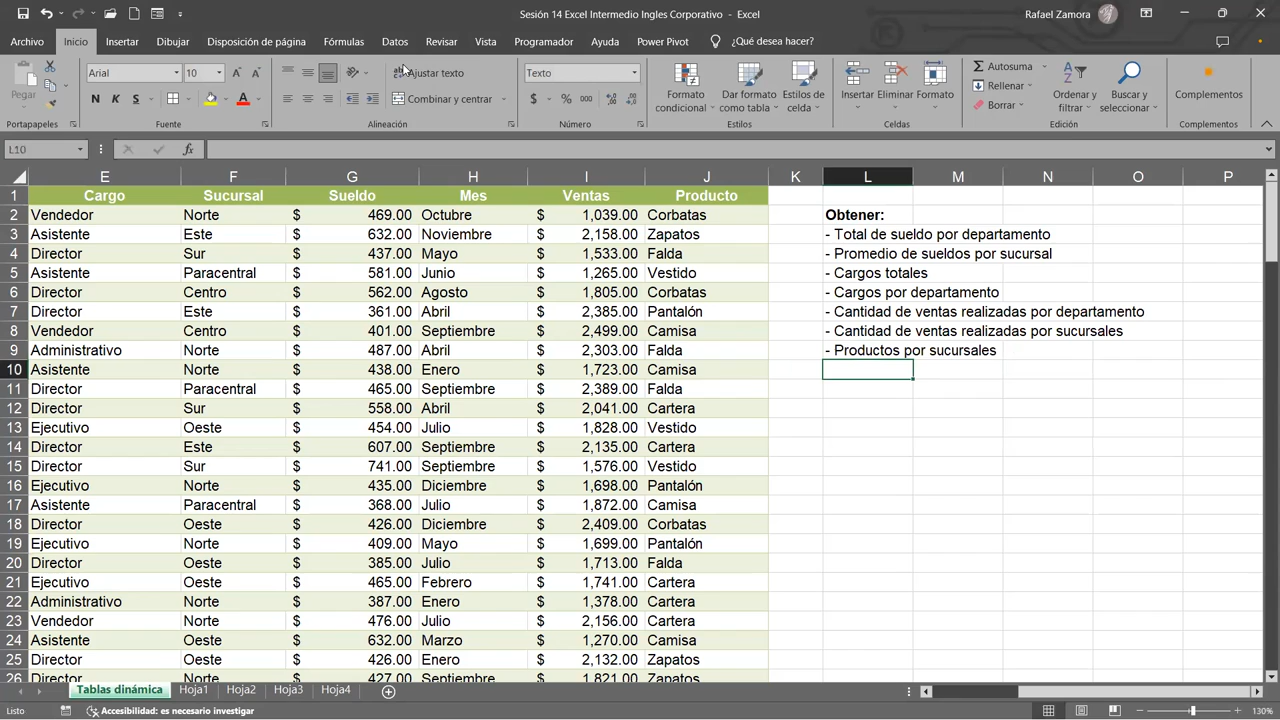 Sesión 14 Excel Intermedio Ingles Corporativo - Excel
Rafael Zamora
Archivo Inicio Insertar Dibujar Disposición de página Fórmulas Datos Revisar Vista Programador Ayuda Power Pivot ¿Qué desea hacer?
Pegar
Portapapeles
Arial 10
N K S
Fuente
Ajustar texto
Combinar y centrar
Alineación
Texto
$ % 000
Número
Formato condicional
Dar formato como tabla
Estilos de celda
Estilos
Insertar Eliminar Formato
Celdas
Autosuma
Rellenar
Borrar
Ordenar y filtrar
Buscar y seleccionar
Edición
Complementos
Complementos
L10 fx
E F G H I J K L M N O P
1 Cargo Sucursal Sueldo Mes Ventas Producto
2 Vendedor Norte $ 469.00 Octubre $ 1,039.00 Corbatas Obtener:
3 Asistente Este $ 632.00 Noviembre $ 2,158.00 Zapatos - Total de sueldo por departamento
4 Director Sur $ 437.00 Mayo $ 1,533.00 Falda - Promedio de sueldos por sucursal
5 Asistente Paracentral $ 581.00 Junio $ 1,265.00 Vestido - Cargos totales
6 Director Centro $ 562.00 Agosto $ 1,805.00 Corbatas - Cargos por departamento
7 Director Este $ 361.00 Abril $ 2,385.00 Pantalón - Cantidad de ventas realizadas por departamento
8 Vendedor Centro $ 401.00 Septiembre $ 2,499.00 Camisa - Cantidad de ventas realizadas por sucursales
9 Administrativo Norte $ 487.00 Abril $ 2,303.00 Falda - Productos por sucursales
10 Asistente Norte $ 438.00 Enero $ 1,723.00 Camisa
11 Director Paracentral $ 465.00 Septiembre $ 2,389.00 Falda
12 Director Sur $ 558.00 Abril $ 2,041.00 Cartera
13 Ejecutivo Oeste $ 454.00 Julio $ 1,828.00 Vestido
14 Director Este $ 607.00 Septiembre $ 2,135.00 Cartera
15 Director Sur $ 741.00 Septiembre $ 1,576.00 Vestido
16 Ejecutivo Norte $ 435.00 Diciembre $ 1,698.00 Pantalón
17 Asistente Paracentral $ 368.00 Julio $ 1,872.00 Camisa
18 Director Oeste $ 426.00 Diciembre $ 2,409.00 Corbatas
19 Ejecutivo Norte $ 409.00 Mayo $ 1,699.00 Pantalón
20 Director Oeste $ 385.00 Julio $ 1,713.00 Falda
21 Ejecutivo Oeste $ 465.00 Febrero $ 1,741.00 Cartera
22 Administrativo Norte $ 387.00 Enero $ 1,378.00 Cartera
23 Vendedor Norte $ 476.00 Julio $ 2,156.00 Cartera
24 Asistente Oeste $ 632.00 Marzo $ 1,270.00 Camisa
25 Director Oeste $ 426.00 Enero $ 2,132.00 Zapatos
26 Director Norte $ 427.00 Septiembre $ 1,821.00 Zapatos
Tablas dinámica Hoja1 Hoja2 Hoja3 Hoja4
Listo Accesibilidad: es necesario investigar 130%